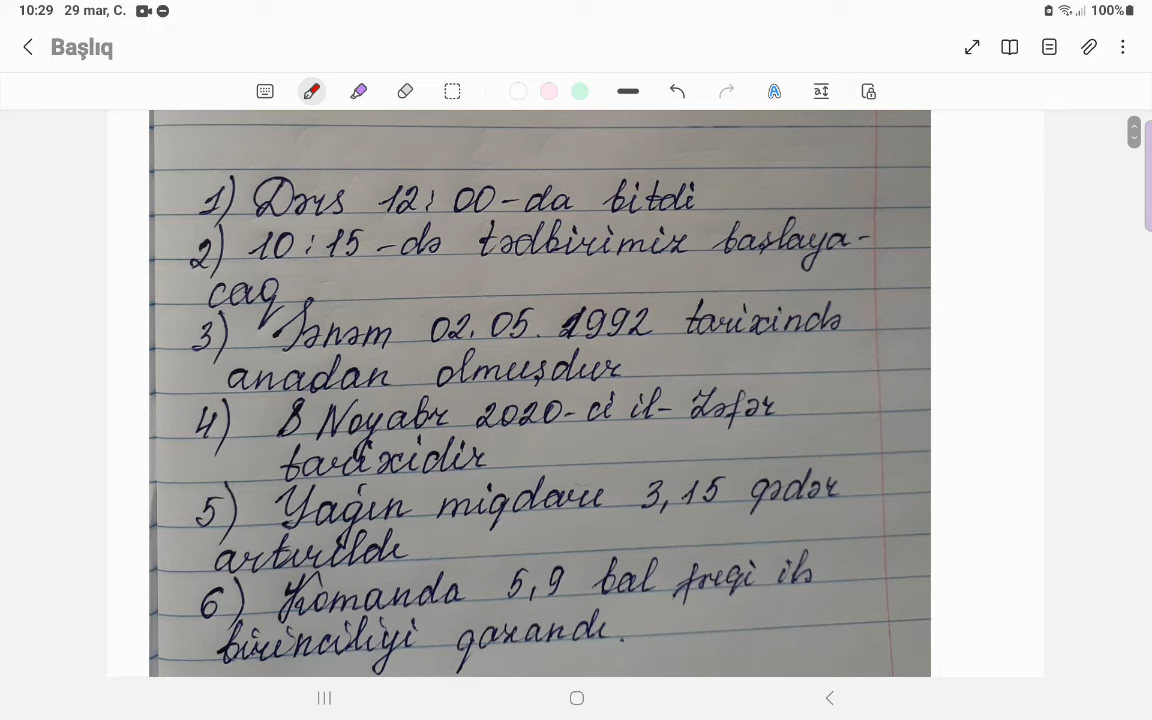 10:29 29 mar, C. 100%
Başlıq
1) Dərs 12:00-da bitdi
2) 10:15-də tədbirimiz başlaya-
caq
3) Sənəm 02.05.1992 tarixində
anadan olmuşdur
4) 8 Noyabr 2020-ci il- Zəfər
tarixidir
5) Yağın miqdarı 3,15 qədər
artırıldı
6) Komanda 5,9 bal fərqi ilə
birinciliyi qazandı.